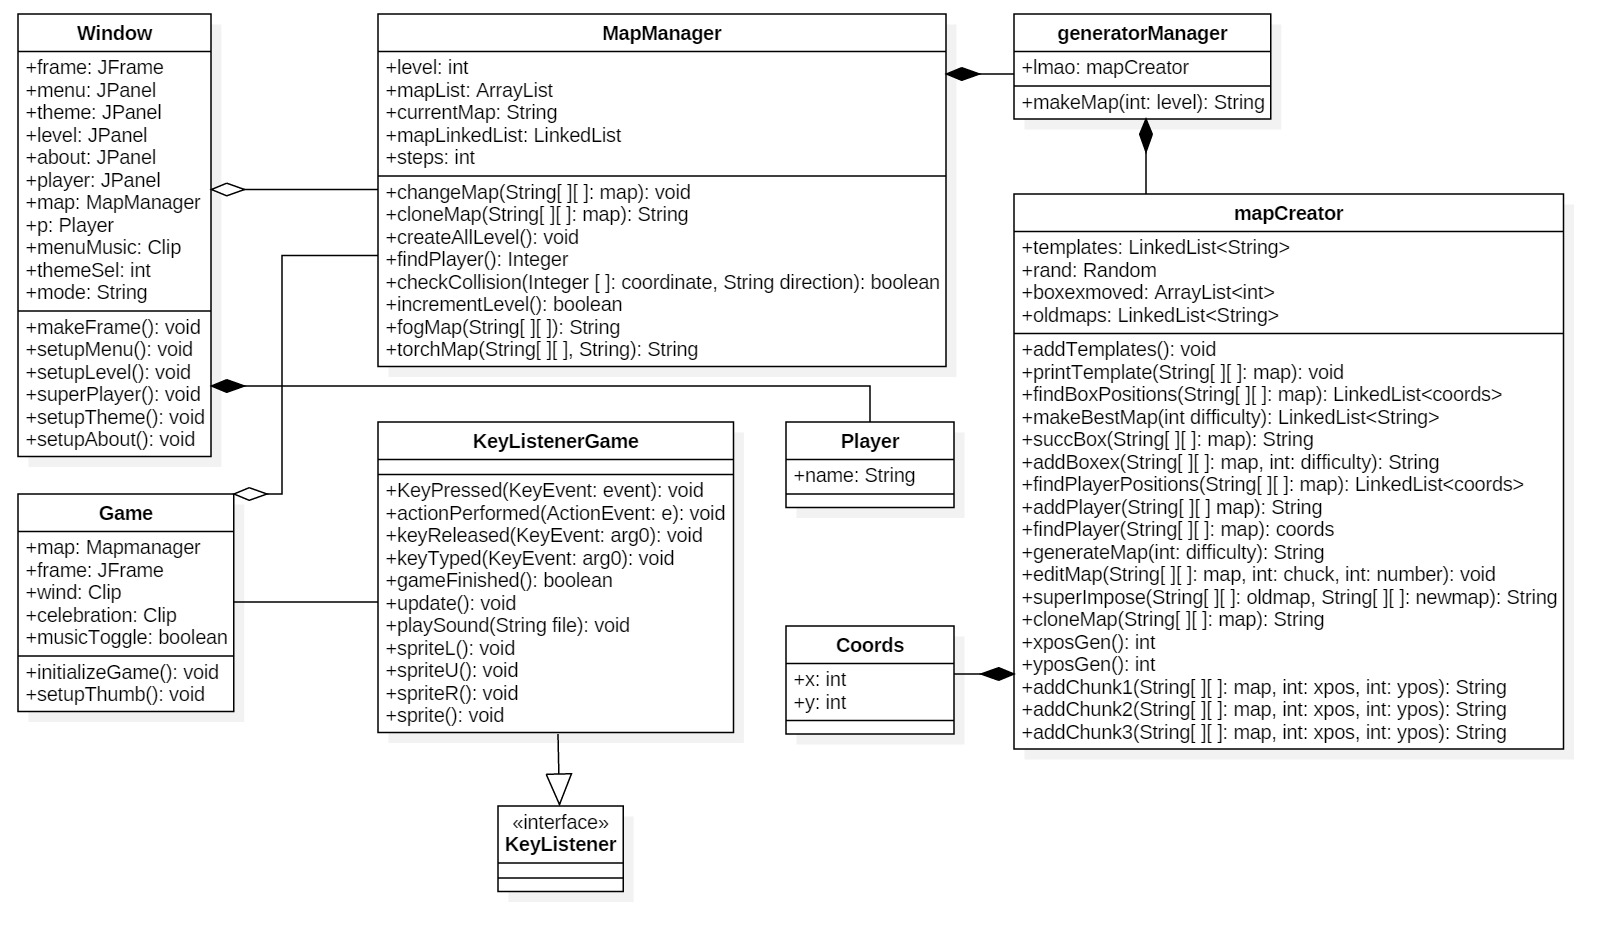 Window
+frame: JFrame
+menu: JPanel
+theme: JPanel
+level: JPanel
+about: JPanel
+player: JPanel
+map: MapManager
+p: Player
+menuMusic: Clip
+themeSel: int
+mode: String
+makeFrame(): void
+setupMenu(): void
+setupLevel(): void
+superPlayer(): void
+setupTheme(): void
+setupAbout(): void
MapManager
+level: int
+mapList: ArrayList
+currentMap: String
+mapLinkedList: LinkedList
+steps: int
+changeMap(String[ ][ ]: map): void
+cloneMap(String[ ][ ]: map): String
+createAllLevel(): void
+findPlayer(): Integer
+checkCollision(Integer [ ]: coordinate, String direction): boolean
+incrementLevel(): boolean
+fogMap(String[ ][ ]): String
+torchMap(String[ ][ ], String): String
generatorManager
+lmao: mapCreator
+makeMap(int: level): String
mapCreator
+templates: LinkedList<String>
+rand: Random
+boxexmoved: ArrayList<int>
+oldmaps: LinkedList<String>
+addTemplates(): void
+printTemplate(String[ ][ ]: map): void
+findBoxPositions(String[ ][ ]: map): LinkedList<coords>
+makeBestMap(int difficulty): LinkedList<String>
+succBox(String[ ][ ]: map): String
+addBoxex(String[ ][ ]: map, int: difficulty): String
+findPlayerPositions(String[ ][ ]: map): LinkedList<coords>
+addPlayer(String[ ][ ] map): String
+findPlayer(String[ ][ ]: map): coords
+generateMap(int: difficulty): String
+editMap(String[ ][ ]: map, int: chuck, int: number): void
+superImpose(String[ ][ ]: oldmap, String[ ][ ]: newmap): String
+cloneMap(String[ ][ ]: map): String
+xposGen(): int
+yposGen(): int
+addChunk1(String[ ][ ]: map, int: xpos, int: ypos): String
+addChunk2(String[ ][ ]: map, int: xpos, int: ypos): String
+addChunk3(String[ ][ ]: map, int: xpos, int: ypos): String
Game
+map: Mapmanager
+frame: JFrame
+wind: Clip
+celebration: Clip
+musicToggle: boolean
+initializeGame(): void
+setupThumb(): void
KeyListenerGame
+KeyPressed(KeyEvent: event): void
+actionPerformed(ActionEvent: e): void
+keyReleased(KeyEvent: arg0): void
+keyTyped(KeyEvent: arg0): void
+gameFinished(): boolean
+update(): void
+playSound(String file): void
+spriteL(): void
+spriteU(): void
+spriteR(): void
+sprite(): void
Player
+name: String
Coords
+x: int
+y: int
«interface»
KeyListener